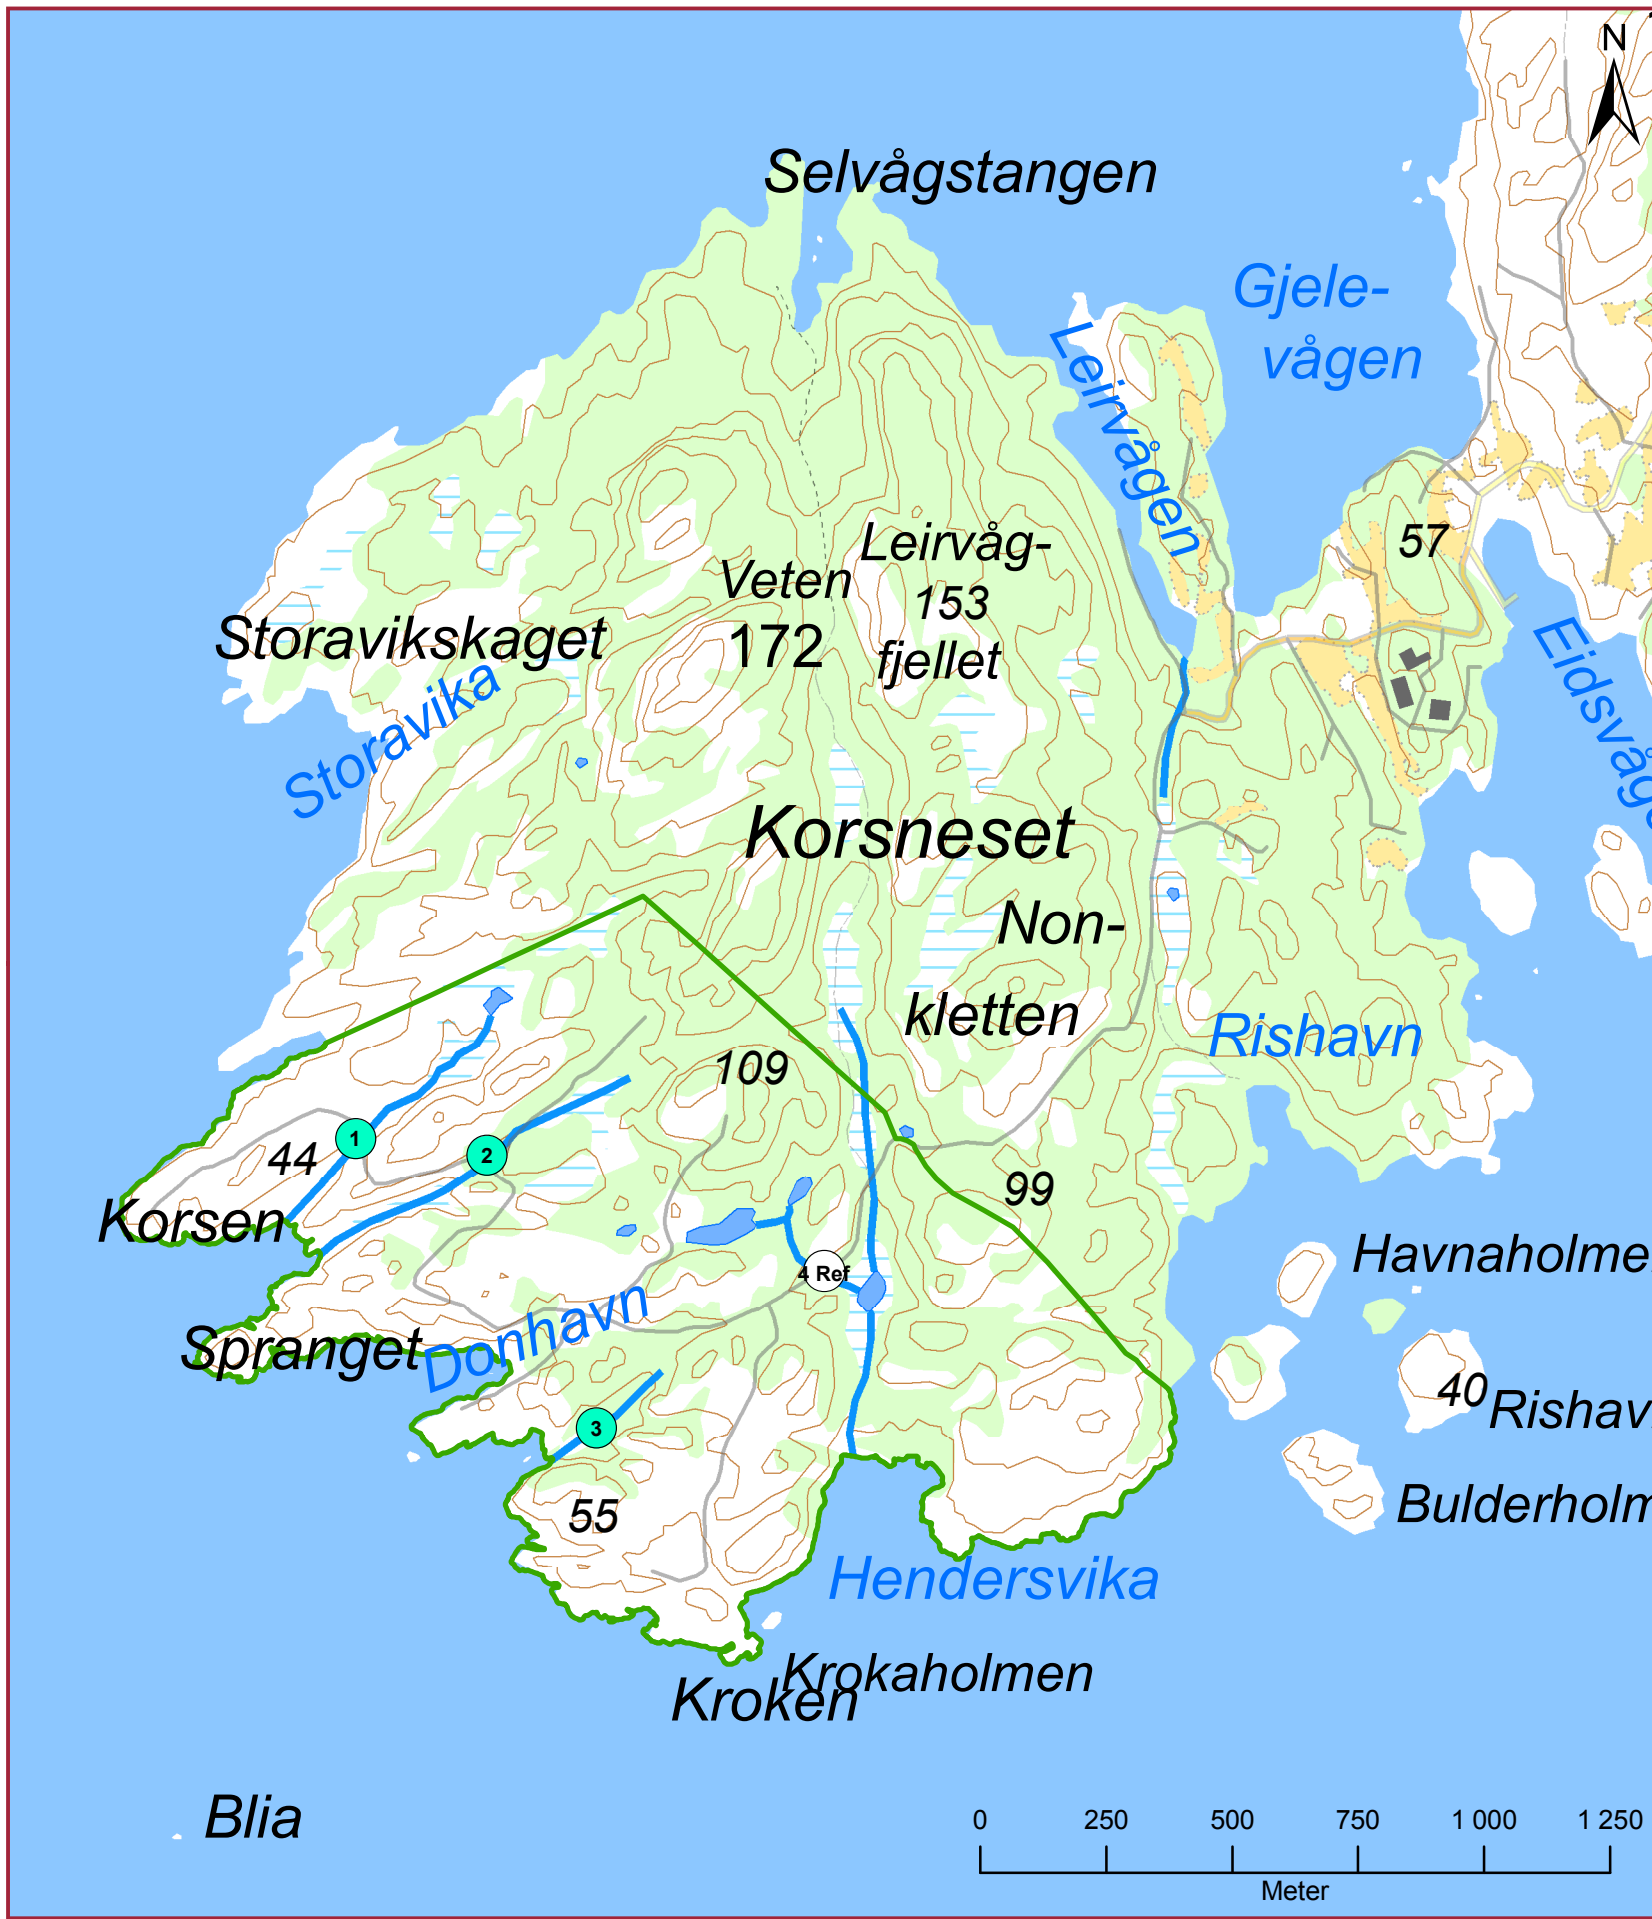 N
Selvågstangen
Gjele-
vågen
Leirvågen
57
Leirvåg-
153
fjellet
Veten
172
Storavikskaget
Storavika
Eidsvåge
Korsneset
Non-
kletten
Rishavn
109
1
44
2
99
Korsen
Havnaholme
4 Ref
Spranget
Donhavn
40
Rishav
3
55
Bulderholm
Hendersvika
Krokaholmen
Kroken
Blia
0 250 500 750 1 000 1 250
Meter